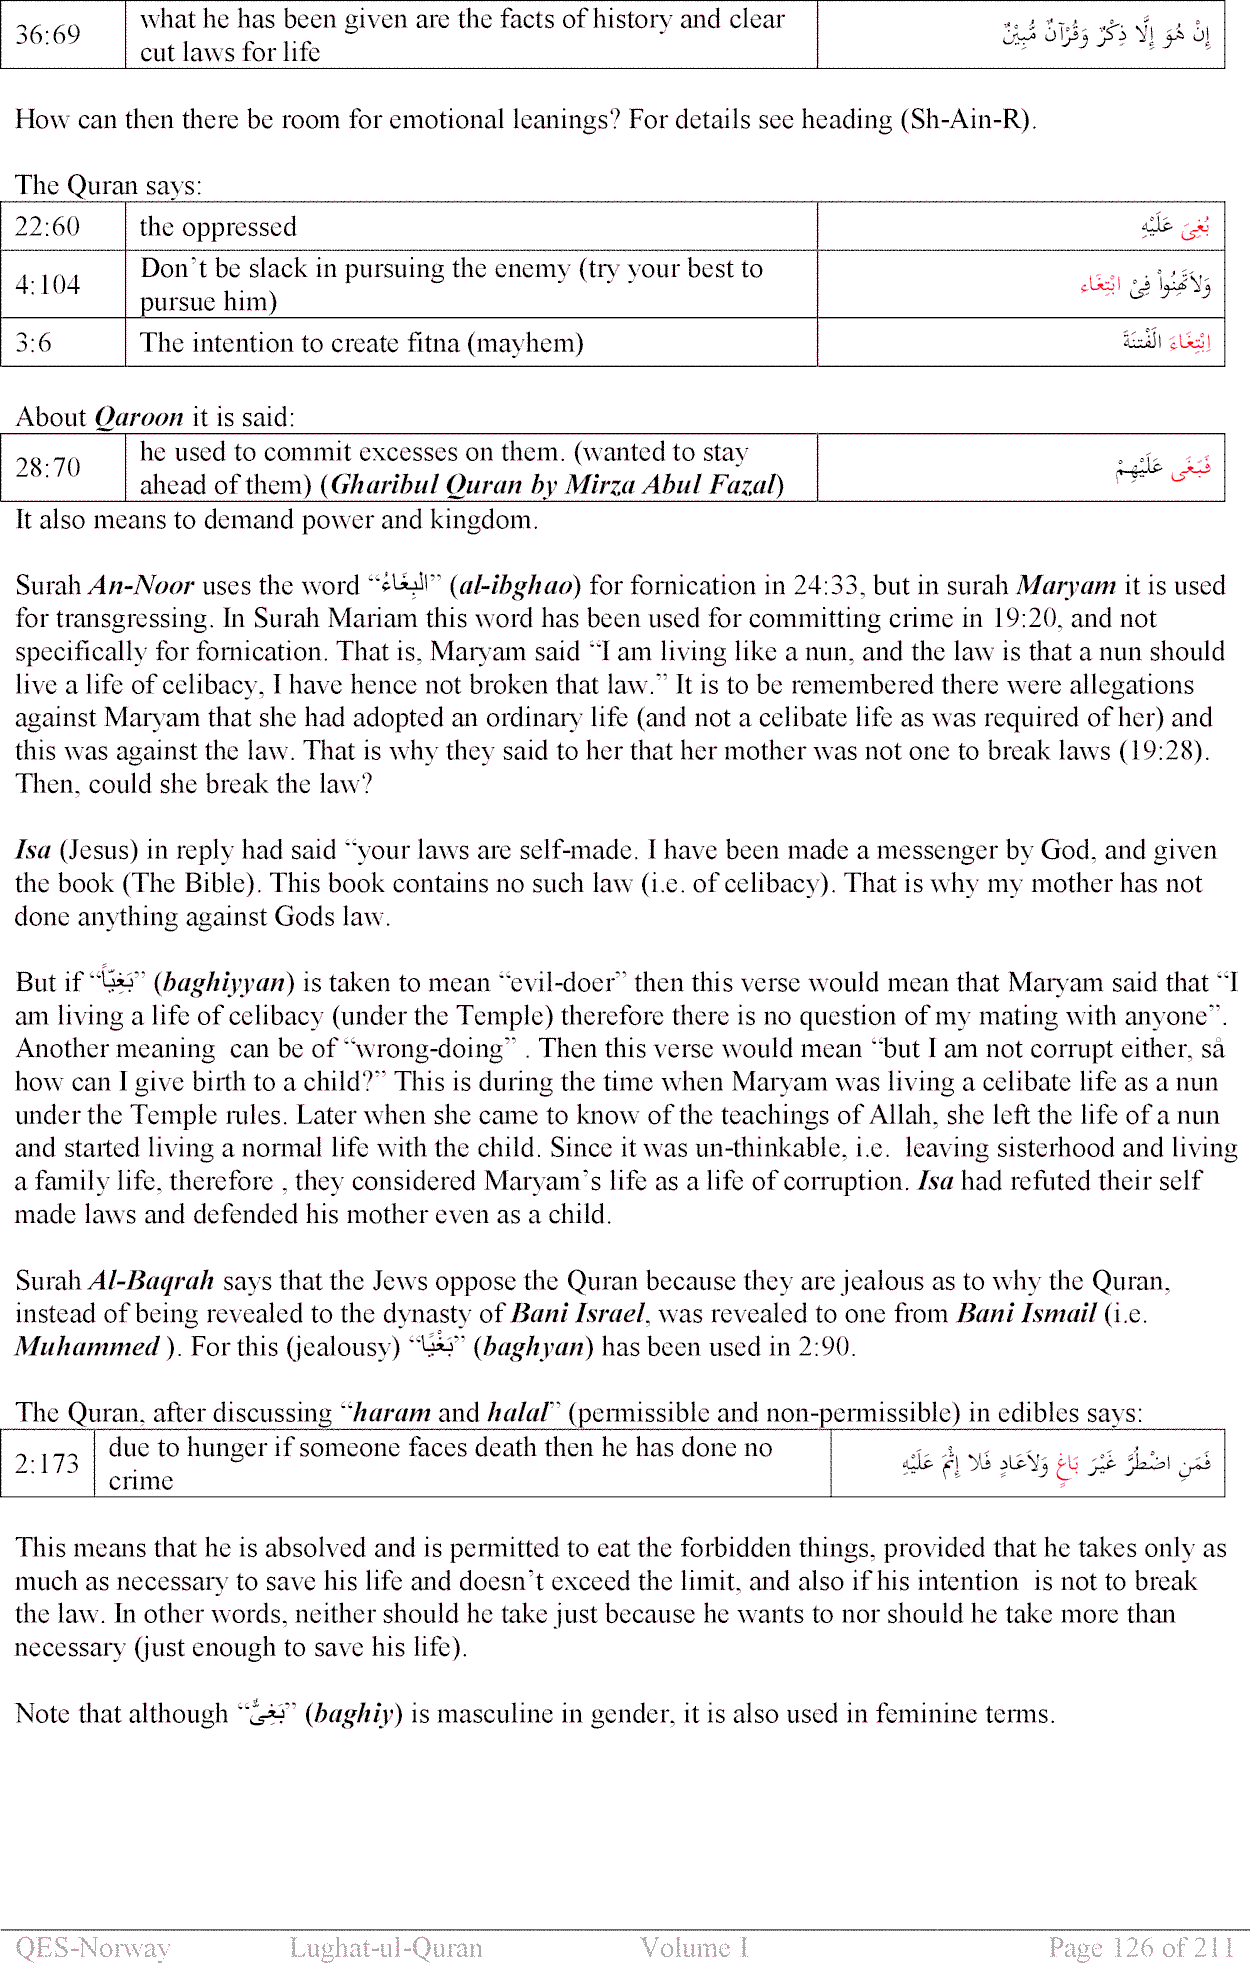 36:69 what he has been given are the facts of history and clear إِنْ هُوَ إِلَّا ذِكْرٌ وَقُرْآنٌ مُّبِيْنٌ
cut laws for life
How can then there be room for emotional leanings? For details see heading (Sh-Ain-R).
The Quran says:
22:60 the oppressed بُغِیَ عَلَيْهِ
4:104 Don't be slack in pursuing the enemy (try your best to وَلاَتَهِنُواْ فِیْ ابْتِغَاء
pursue him)
3:6 The intention to create fitna (mayhem) اِبْتِغَاءَ الْفْتنَةَ
About Qaroon it is said:
28:70 he used to commit excesses on them. (wanted to stay فَبَغَی عَلَيْهِمْ
ahead of them) (Gharibul Quran by Mirza Abul Fazal)
It also means to demand power and kingdom.
Surah An-Noor uses the word “الْبِغَاءُ” (al-ibghao) for fornication in 24:33, but in surah Maryam it is used
for transgressing. In Surah Mariam this word has been used for committing crime in 19:20, and not
specifically for fornication. That is, Maryam said “I am living like a nun, and the law is that a nun should
live a life of celibacy, I have hence not broken that law.” It is to be remembered there were allegations
against Maryam that she had adopted an ordinary life (and not a celibate life as was required of her) and
this was against the law. That is why they said to her that her mother was not one to break laws (19:28).
Then, could she break the law?
Isa (Jesus) in reply had said “your laws are self-made. I have been made a messenger by God, and given
the book (The Bible). This book contains no such law (i.e. of celibacy). That is why my mother has not
done anything against Gods law.
But if “بَغِيّاً” (baghiyyan) is taken to mean “evil-doer” then this verse would mean that Maryam said that “I
am living a life of celibacy (under the Temple) therefore there is no question of my mating with anyone”.
Another meaning can be of “wrong-doing” . Then this verse would mean “but I am not corrupt either, så
how can I give birth to a child?” This is during the time when Maryam was living a celibate life as a nun
under the Temple rules. Later when she came to know of the teachings of Allah, she left the life of a nun
and started living a normal life with the child. Since it was un-thinkable, i.e. leaving sisterhood and living
a family life, therefore , they considered Maryam’s life as a life of corruption. Isa had refuted their self
made laws and defended his mother even as a child.
Surah Al-Baqrah says that the Jews oppose the Quran because they are jealous as to why the Quran,
instead of being revealed to the dynasty of Bani Israel, was revealed to one from Bani Ismail (i.e.
Muhammed ). For this (jealousy) “بَغْيًا” (baghyan) has been used in 2:90.
The Quran, after discussing “haram and halal” (permissible and non-permissible) in edibles says:
2:173 due to hunger if someone faces death then he has done no فَمَنِ اضْطُرَّ غَيْرَ بَاغٍ وَلاَعَادٍ فَلا إِثْمَ عَلَيْهِ
crime
This means that he is absolved and is permitted to eat the forbidden things, provided that he takes only as
much as necessary to save his life and doesn’t exceed the limit, and also if his intention is not to break
the law. In other words, neither should he take just because he wants to nor should he take more than
necessary (just enough to save his life).
Note that although “بَغِیٌّ” (baghiy) is masculine in gender, it is also used in feminine terms.
QES-Norway Lughat-ul-Quran Volume I Page 126 of 211